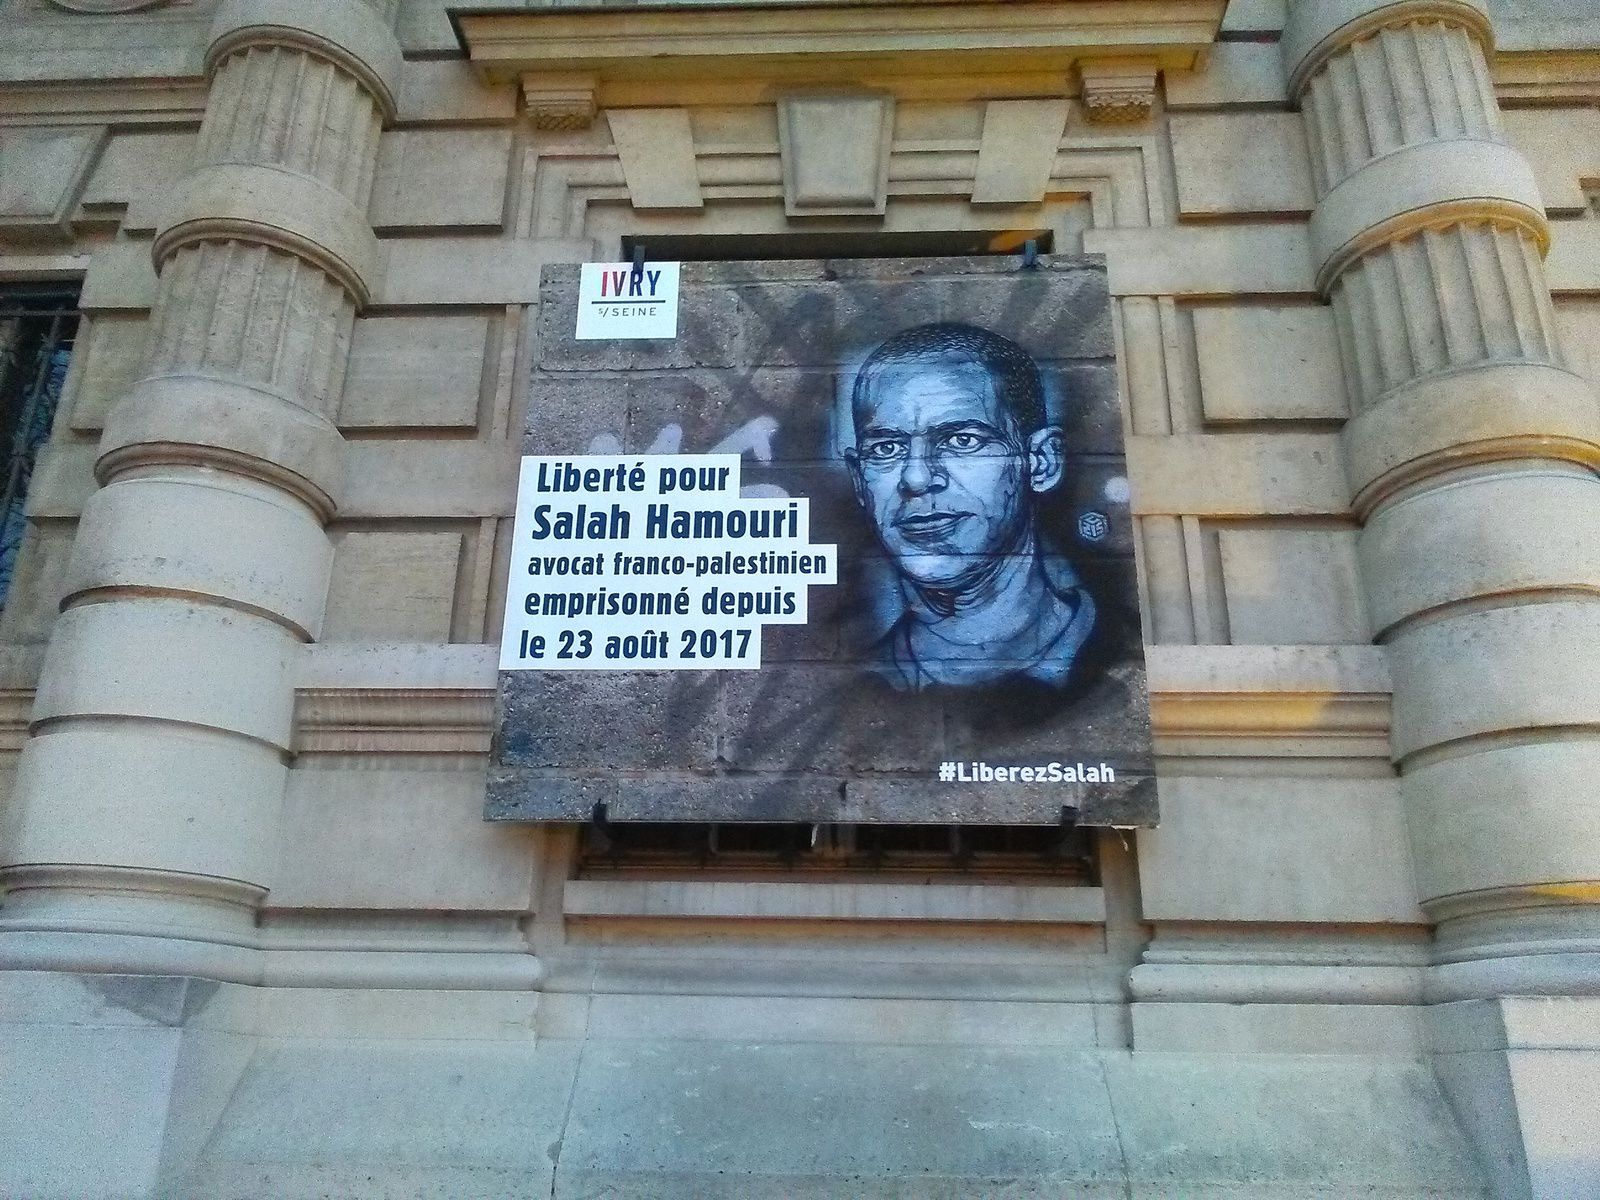 IVRY
s/SEINE
Liberté pour
Salah Hamouri
avocat franco-palestinien
emprisonné depuis
le 23 août 2017
#LiberezSalah